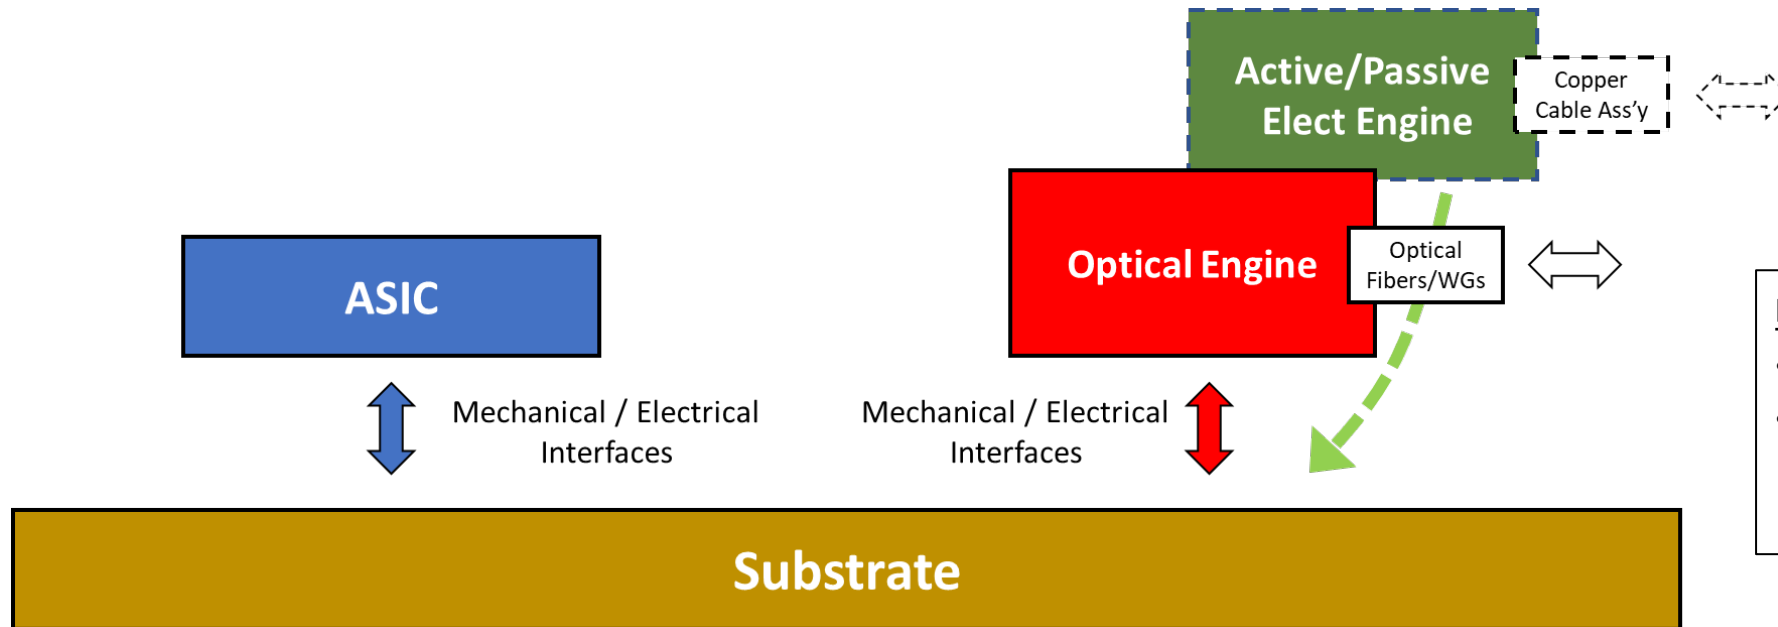 Active/Passive
Elect Engine
Copper
Cable Ass'y
Optical Engine
Optical
Fibers/WGs
ASIC
Mechanical / Electrical
Interfaces
Mechanical / Electrical
Interfaces
Substrate